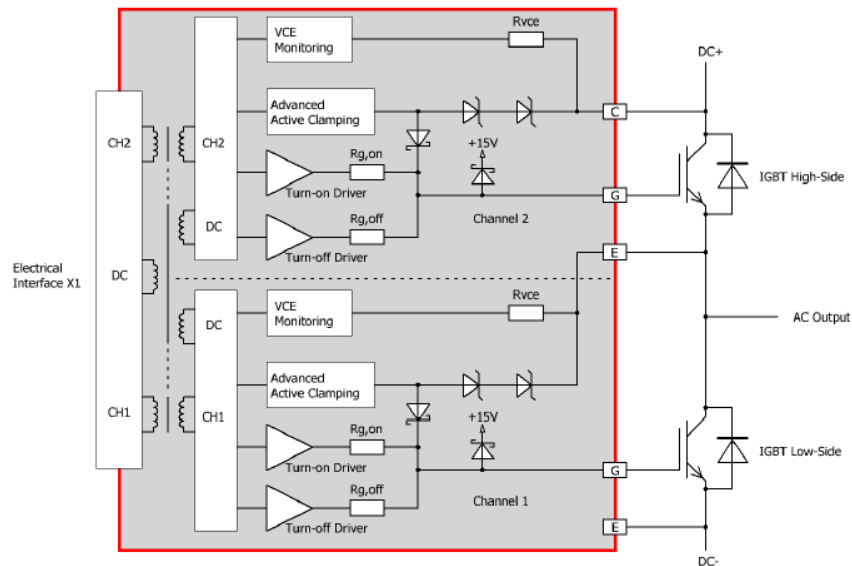 VCE
Monitoring
Rvce
DC+
C
Advanced
Active Clamping
+15V
CH2
CH2
Rg,on
Turn-on Driver
IGBT High-Side
G
Rg,off
Channel 2
DC
Turn-off Driver
E
Electrical
Interface X1
DC
VCE
Monitoring
Rvce
DC
AC Output
Advanced
Active Clamping
+15V
CH1
CH1
Rg,on
Turn-on Driver
IGBT Low-Side
G
Rg,off
Channel 1
Turn-off Driver
E
DC-